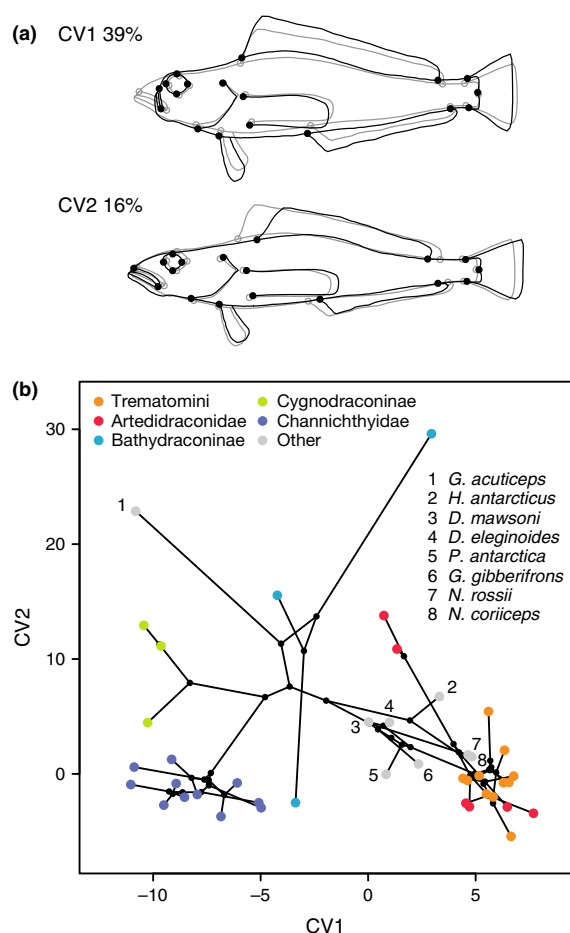 (a)
CV1 39%
CV2 16%
(b)
Trematomini
Artedidraconidae
Bathydraconinae
Cygnodraconinae
Channichthyidae
Other
1 G. acuticeps
2 H. antarcticus
3 D. mawsoni
4 D. eleginoides
5 P. antarctica
6 G. gibberifrons
7 N. rossii
8 N. coriiceps
1
2
3
4
5
6
7
8
30
20
10
0
CV2
−10
−5
0
5
CV1